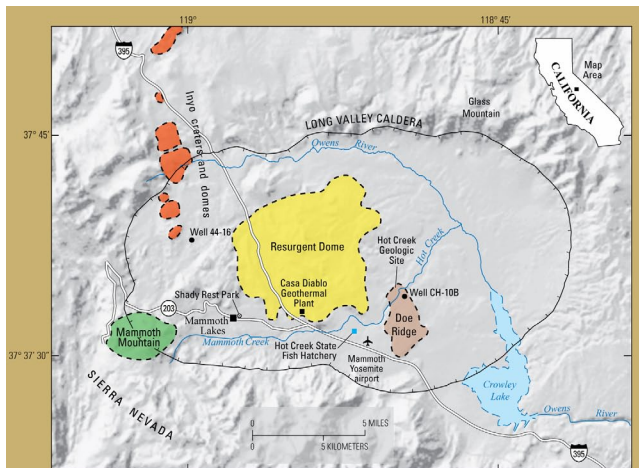 119°
118° 45'
395
CALIFORNIA
Map
Area
Glass
Mountain
LONG VALLEY CALDERA
37° 45'
Owens River
Inyo craters and domes
Well 44-16
Resurgent Dome
Hot Creek
Geologic
Site
Hot Creek
Casa Diablo
Geothermal
Plant
Well CH-10B
203
Shady Rest Park
Mammoth
Lakes
Doe
Ridge
Mammoth
Mountain
Mammoth Creek
Hot Creek State
Fish Hatchery
Mammoth
Yosemite
airport
37° 37' 30"
Crowley
Lake
SIERRA NEVADA
Owens River
0 5 MILES
0 5 KILOMETERS
395